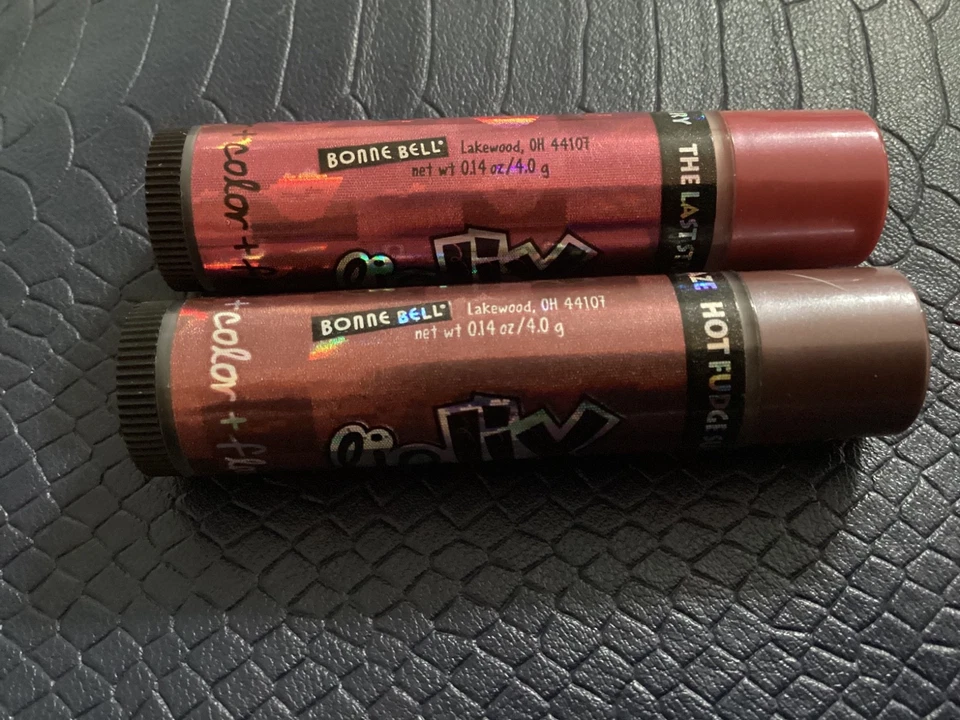 +color +
BONNE BELL® Lakewood, OH 44107
net wt 0.14 oz/4.0 g
THE LAST
+color +
BONNE BELL® Lakewood, OH 44107
net wt 0.14 oz/4.0 g
HOT FUDGE